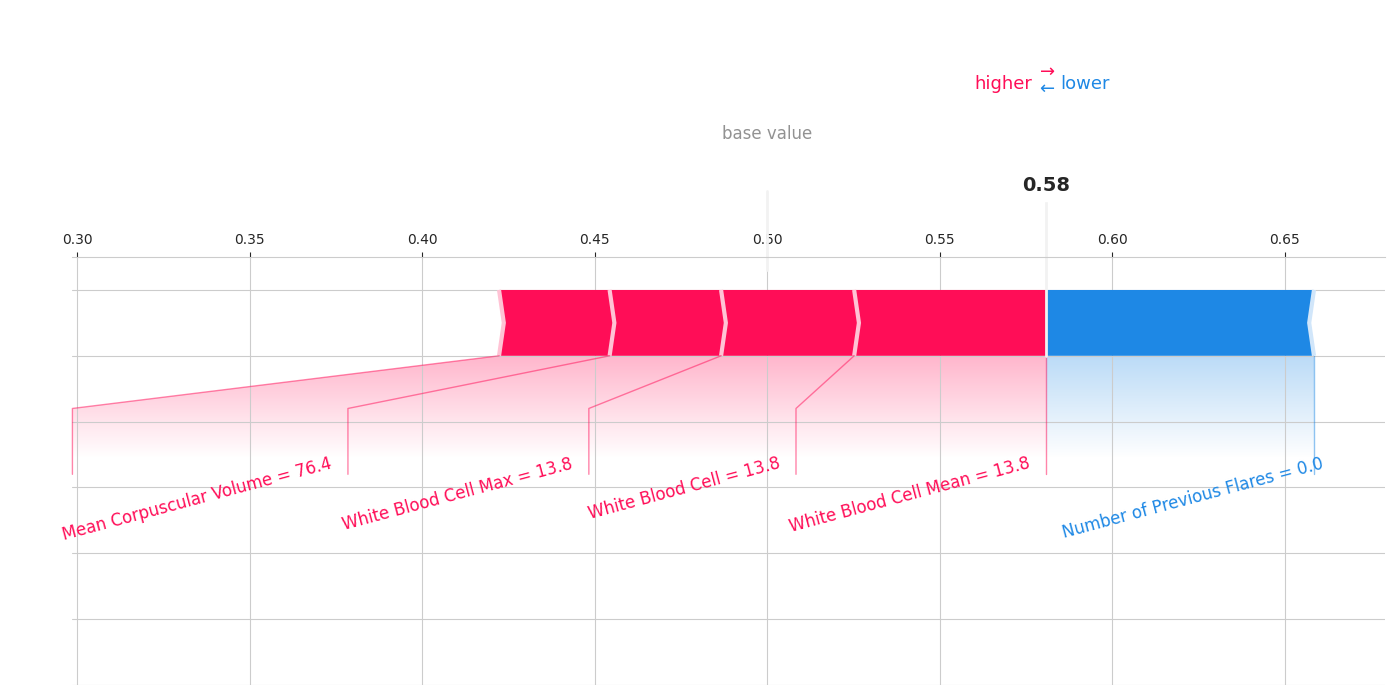 higher → ← lower
base value
0.58
0.30 0.35 0.40 0.45 0.50 0.55 0.60 0.65
Mean Corpuscular Volume = 76.4
White Blood Cell Max = 13.8
White Blood Cell = 13.8
White Blood Cell Mean = 13.8
Number of Previous Flares = 0.0